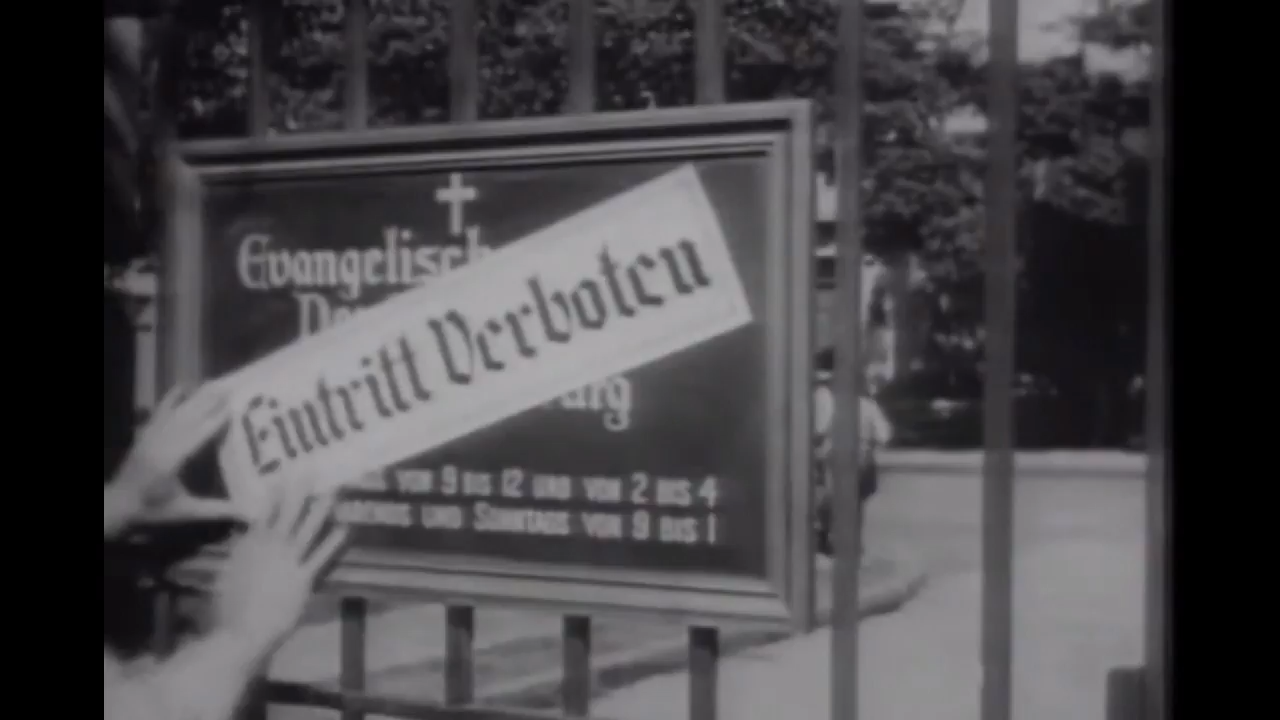 Evangelisch
Eintritt Verboten
von 9 bis 12 und von 2 bis 4
und Sonntags von 9 bis 1